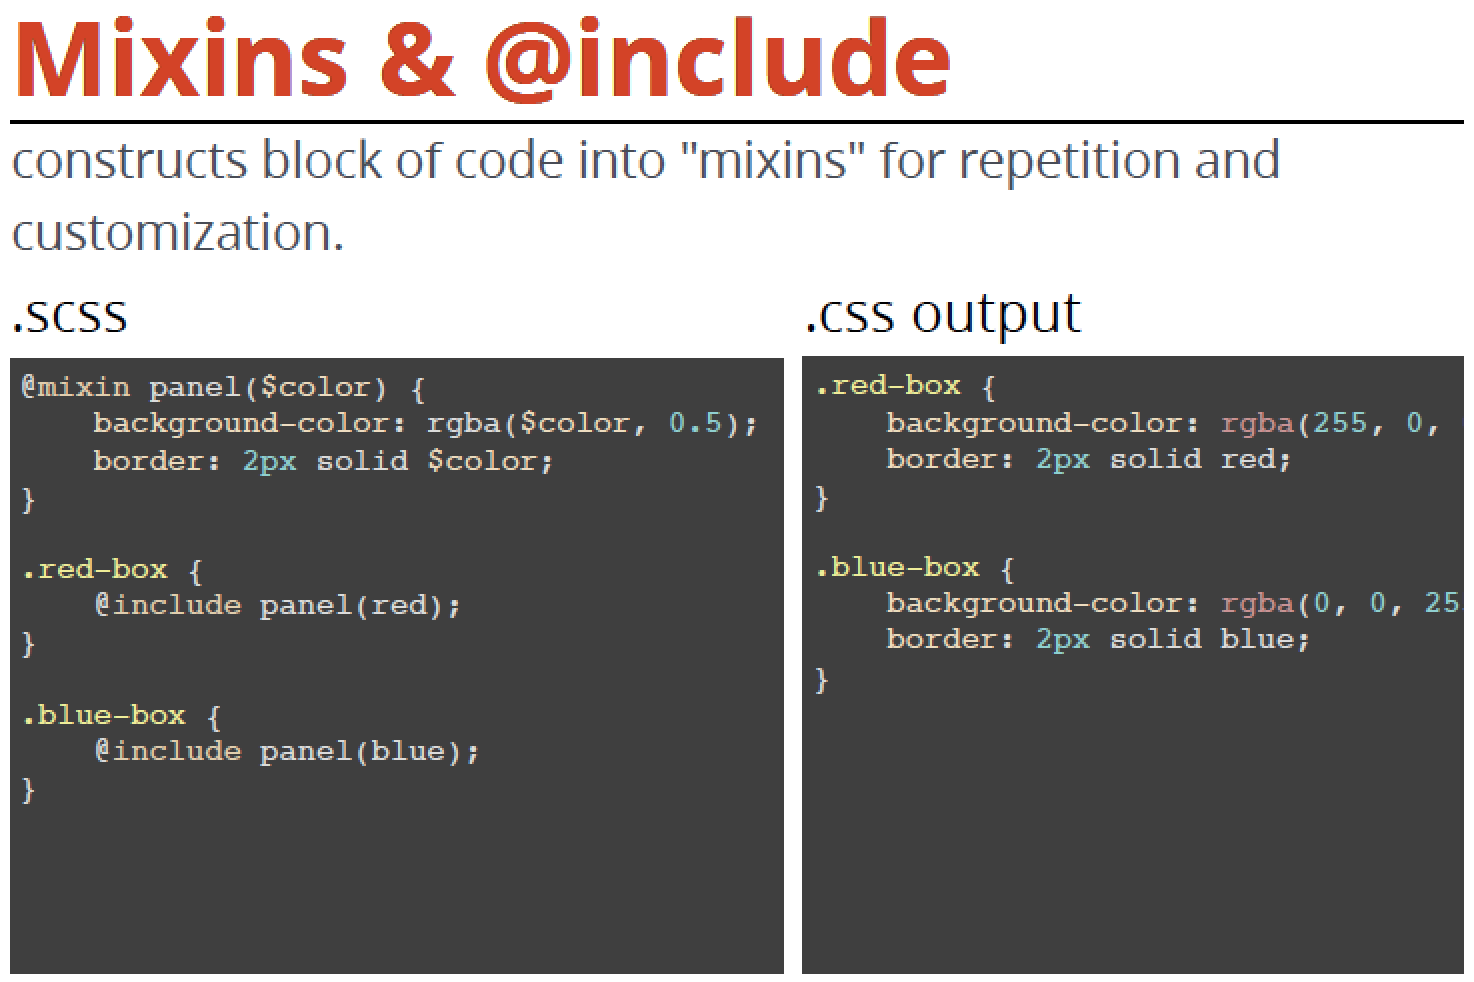 Mixins & @include
constructs block of code into "mixins" for repetition and
customization.
.scss
@mixin panel($color) {
    background-color: rgba($color, 0.5);
    border: 2px solid $color;
}

.red-box {
    @include panel(red);
}

.blue-box {
    @include panel(blue);
}
.css output
.red-box {
    background-color: rgba(255, 0,
    border: 2px solid red;
}

.blue-box {
    background-color: rgba(0, 0, 25
    border: 2px solid blue;
}